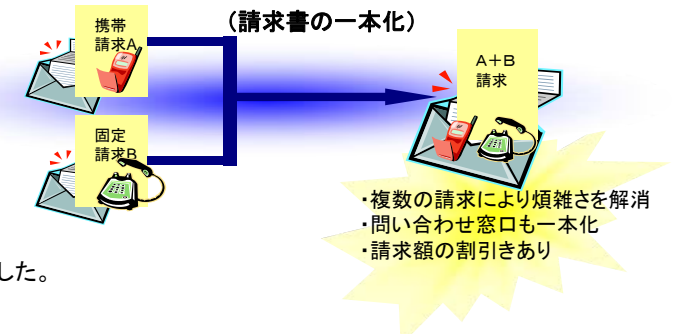 （請求書の一本化）
携帯
請求A
固定
請求B
A＋B
請求
・複数の請求により煩雑さを解消
・問い合わせ窓口も一本化
・請求額の割引きあり
した。